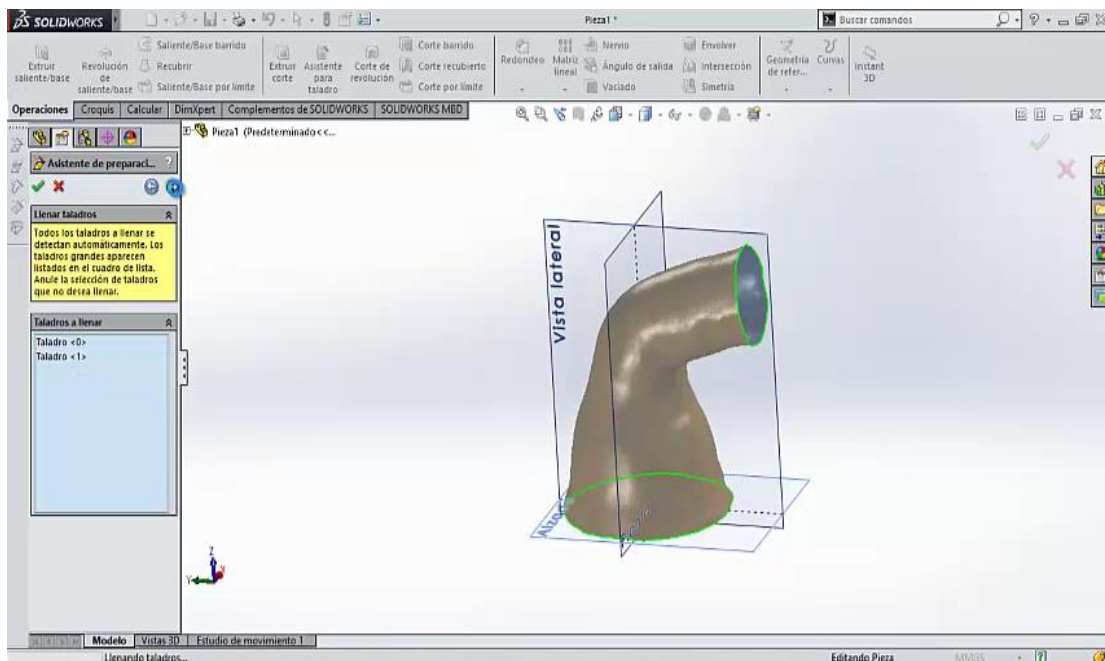 SOLIDWORKS
Pieza1 *
Buscar comandos
Extruir saliente/base
Revolución de saliente/base
Saliente/Base barrido
Recubrir
Saliente/Base por límite
Extruir corte
Asistente para taladro
Corte de revolución
Corte barrido
Corte recubierto
Corte por límite
Redondeo
Matriz lineal
Nervio
Ángulo de salida
Vaciado
Envolver
Intersección
Simetría
Geometría de refer...
Curvas
Instant 3D
Operaciones
Croquis
Calcular
DimXpert
Complementos de SOLIDWORKS
SOLIDWORKS MBD
Pieza1 (Predeterminado<<...
Asistente de preparaci...
Llenar taladros
Todos los taladros a llenar se
detectan automáticamente. Los
taladros grandes aparecen
listados en el cuadro de lista.
Anule la selección de taladros
que no desea llenar.
Taladros a llenar
Taladro <0>
Taladro <1>
Vista lateral
Z
Y
Modelo
Vistas 3D
Estudio de movimiento 1
Llenando taladros...
Editando Pieza
MMGS